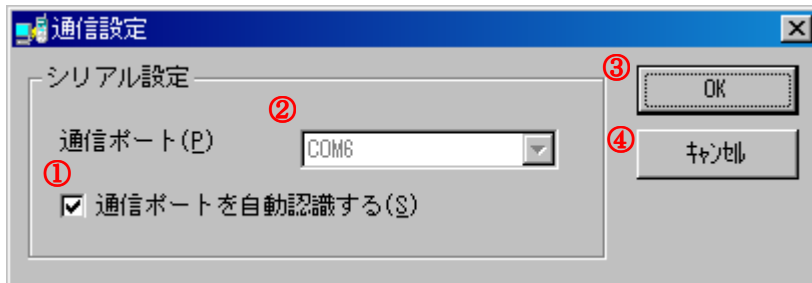 通信設定
シリアル設定
③ OK
②
通信ポート(P) COM6
④ ｷｬﾝｾﾙ
①
通信ポートを自動認識する(S)